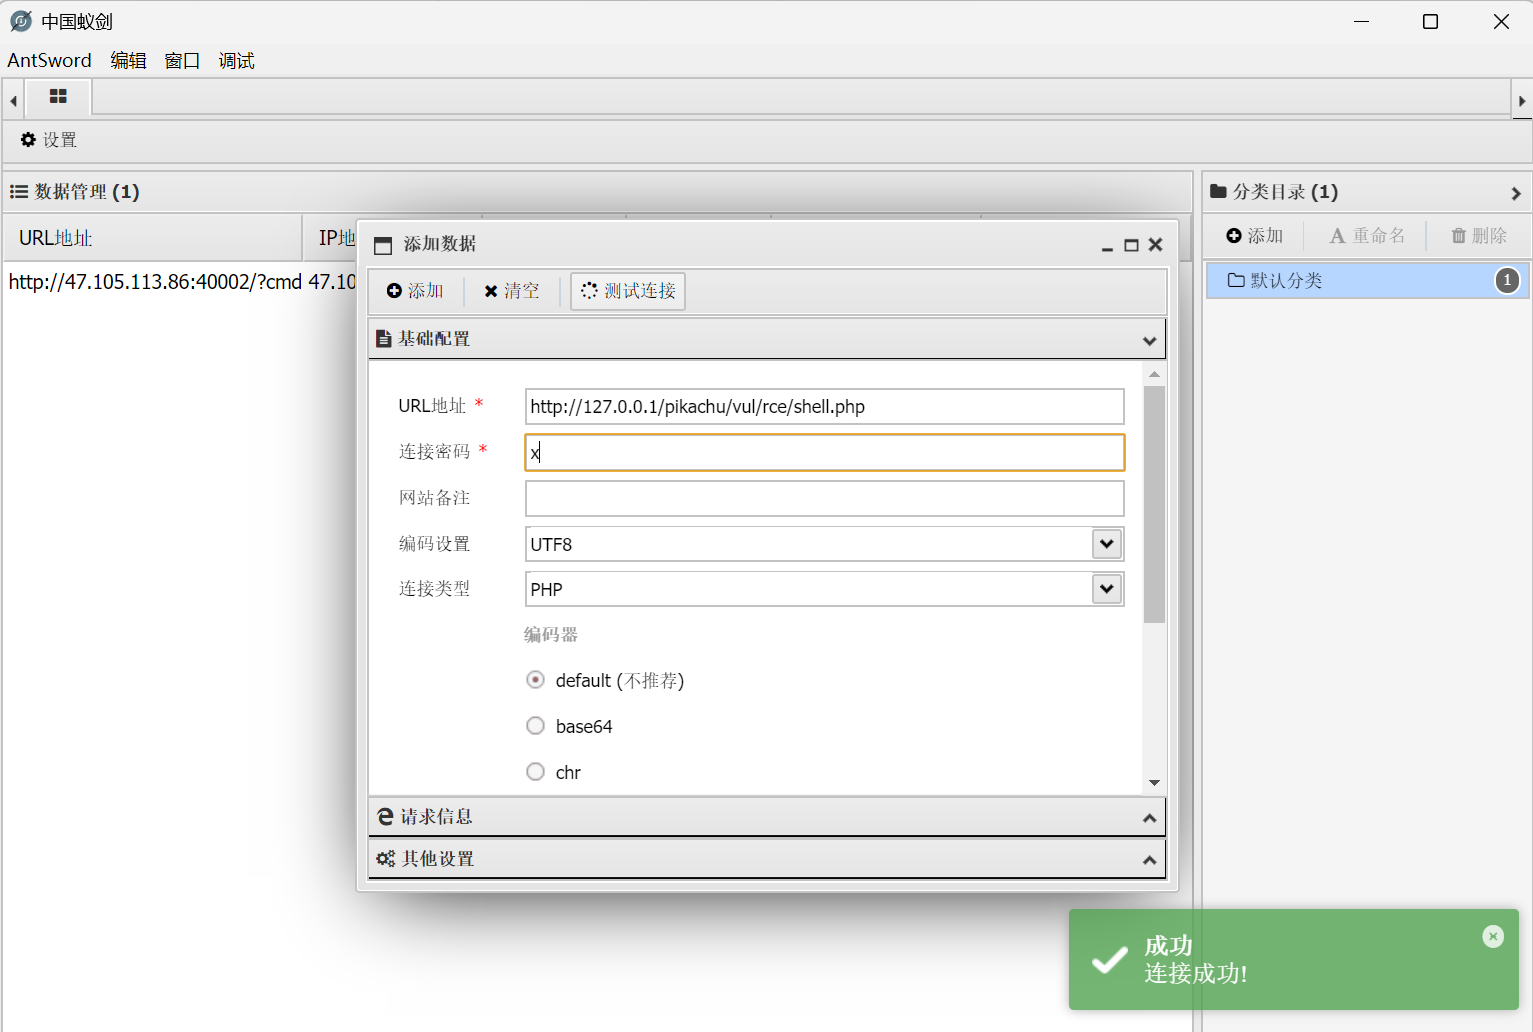 中国蚁剑
AntSword 编辑 窗口 调试
设置
数据管理 (1)
URL地址 IP地
http://47.105.113.86:40002/?cmd 47.10
添加数据
添加 清空 测试连接
基础配置
URL地址 *
http://127.0.0.1/pikachu/vul/rce/shell.php
连接密码 *
x
网站备注
编码设置
UTF8
连接类型
PHP
编码器
default (不推荐)
base64
chr
请求信息
其他设置
分类目录 (1)
添加 重命名 删除
默认分类 1
成功
连接成功!